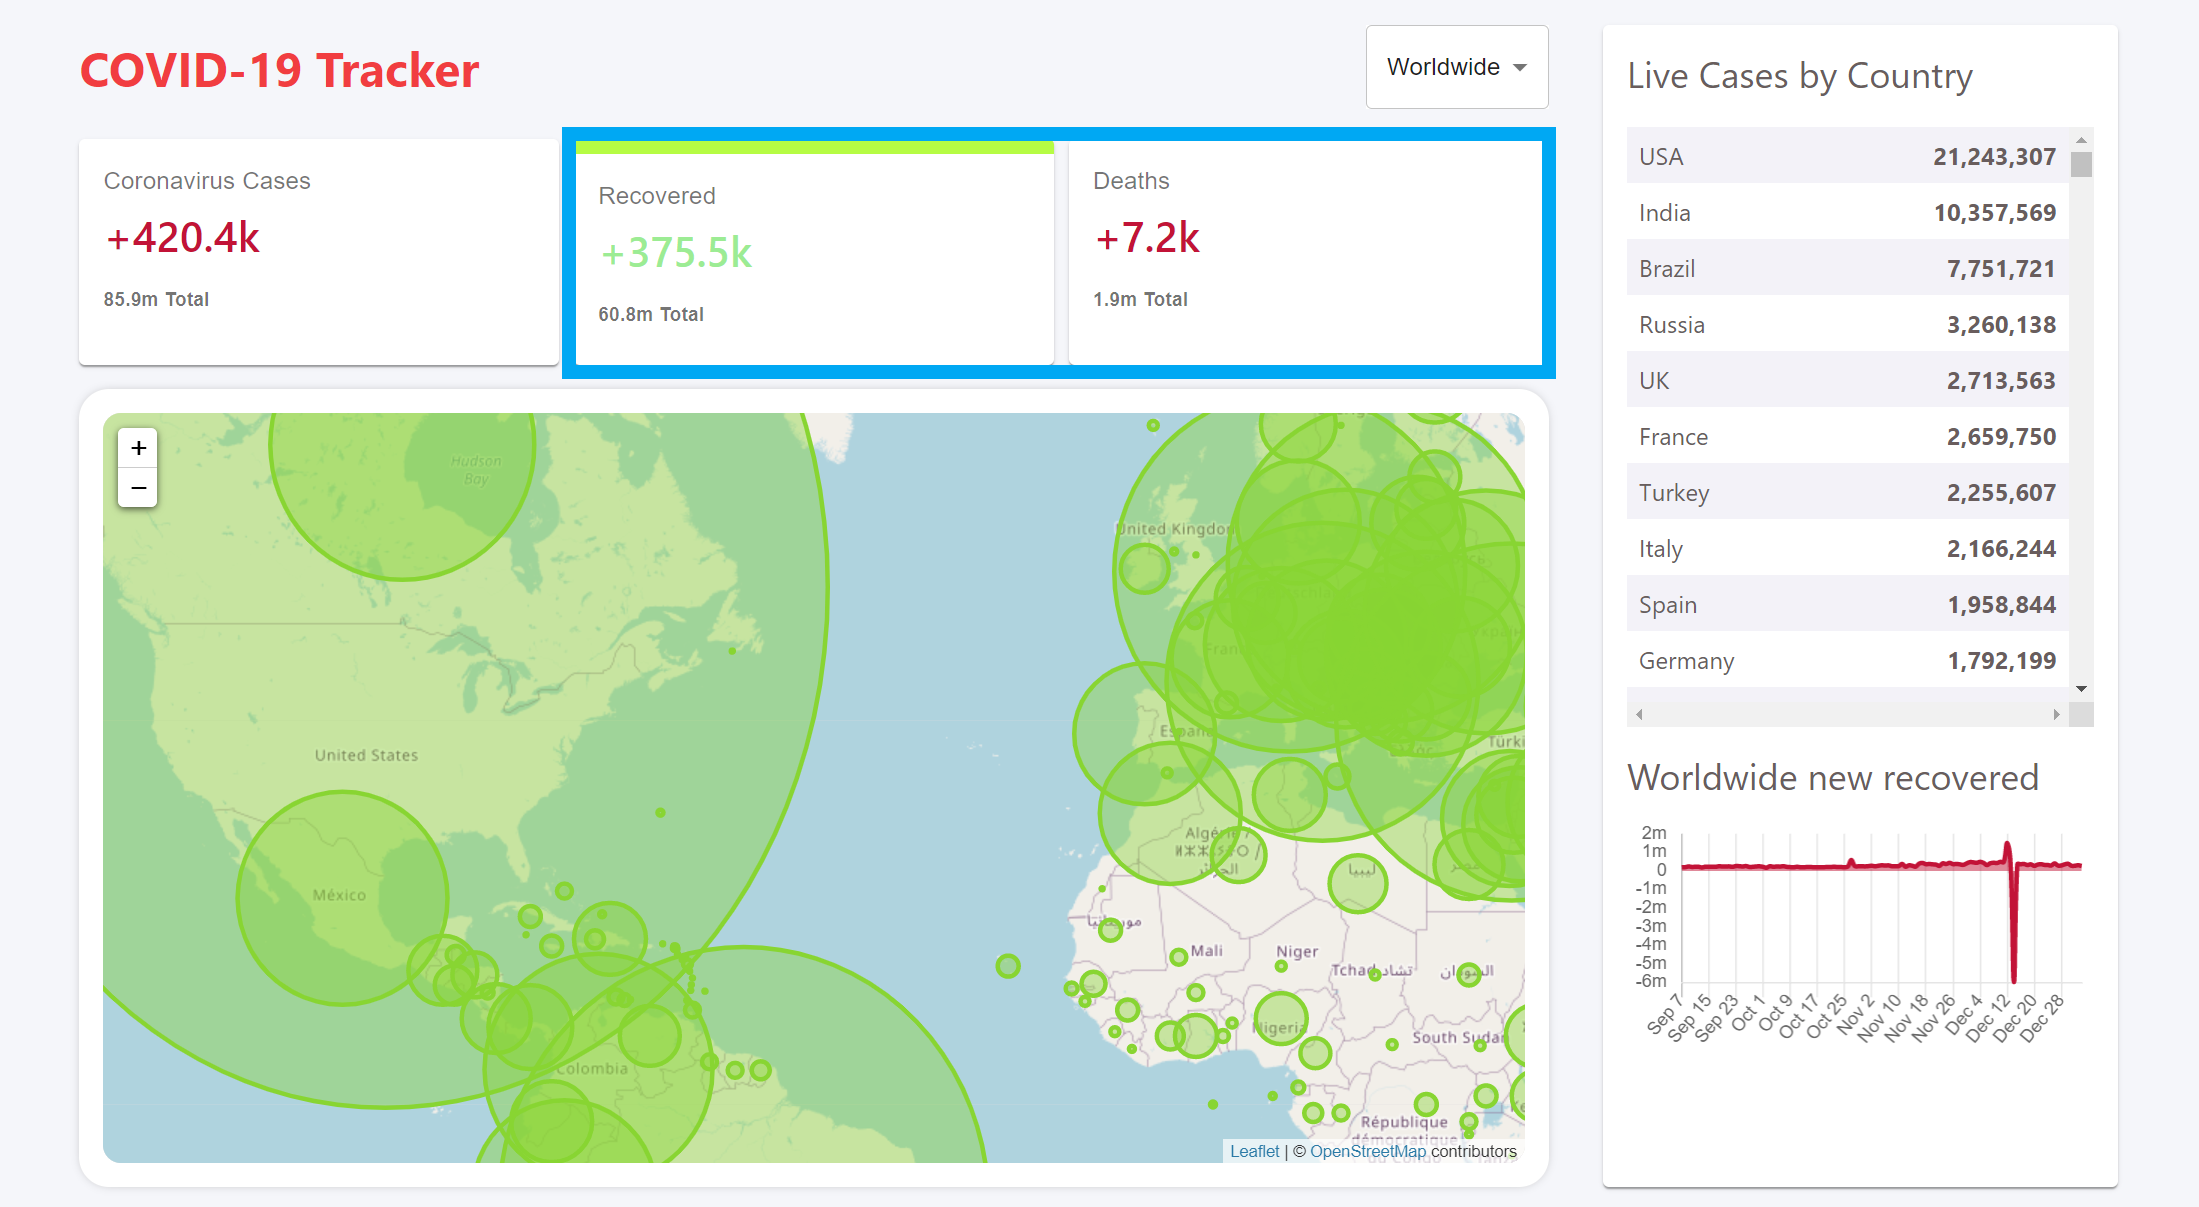 COVID-19 Tracker
Worldwide
Coronavirus Cases
+420.4k
85.9m Total
Recovered
+375.5k
60.8m Total
Deaths
+7.2k
1.9m Total
+
−
Hudson
Bay
United States
México
Colombia
United Kingdom
España
Algérie /
الجزائر
ليبيا
Mali
Niger
Tchad تشاد
السودان
Nigeria
South Sudan
République
démocratique
du Congo
Leaflet | © OpenStreetMap contributors
Live Cases by Country
USA 21,243,307
India 10,357,569
Brazil 7,751,721
Russia 3,260,138
UK 2,713,563
France 2,659,750
Turkey 2,255,607
Italy 2,166,244
Spain 1,958,844
Germany 1,792,199
Worldwide new recovered
2m
1m
0
-1m
-2m
-3m
-4m
-5m
-6m
Sep 7
Sep 15
Sep 23
Oct 1
Oct 9
Oct 17
Oct 25
Nov 2
Nov 10
Nov 18
Nov 26
Dec 4
Dec 12
Dec 20
Dec 28